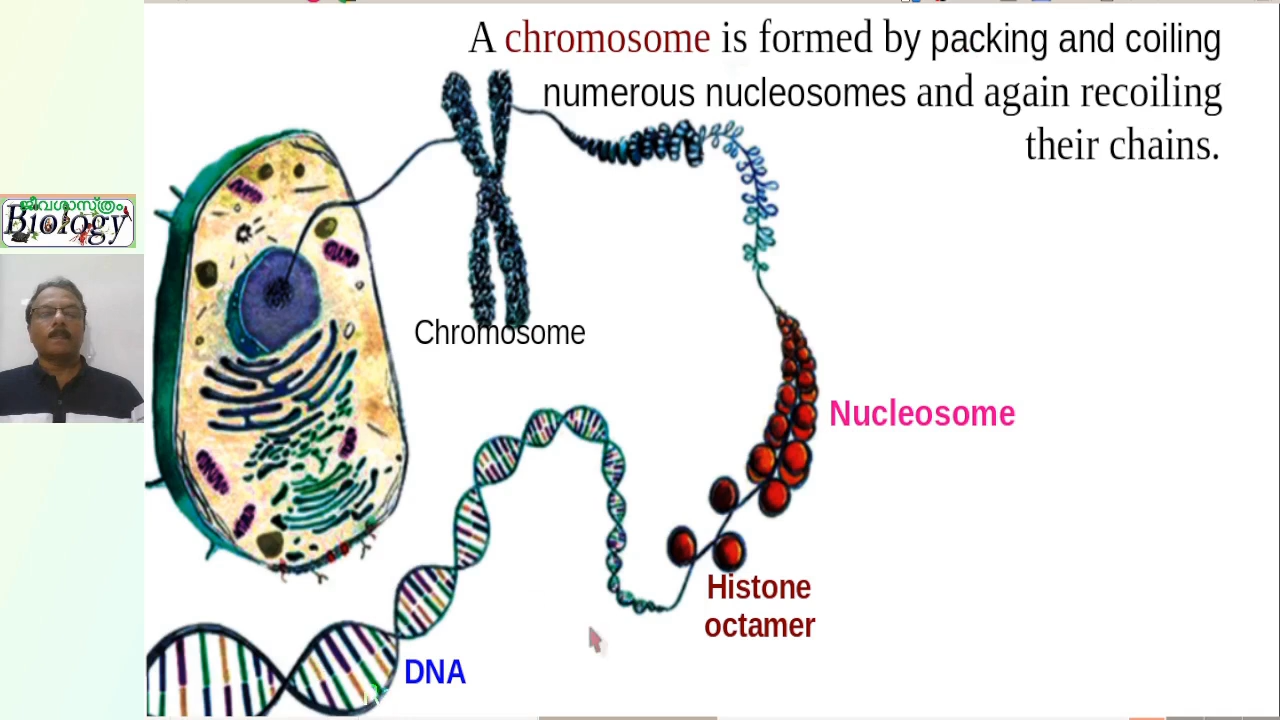 A chromosome is formed by packing and coiling
numerous nucleosomes and again recoiling
their chains.
ജീവശാസ്ത്രം
Biology
Chromosome
Nucleosome
Histone
octamer
DNA